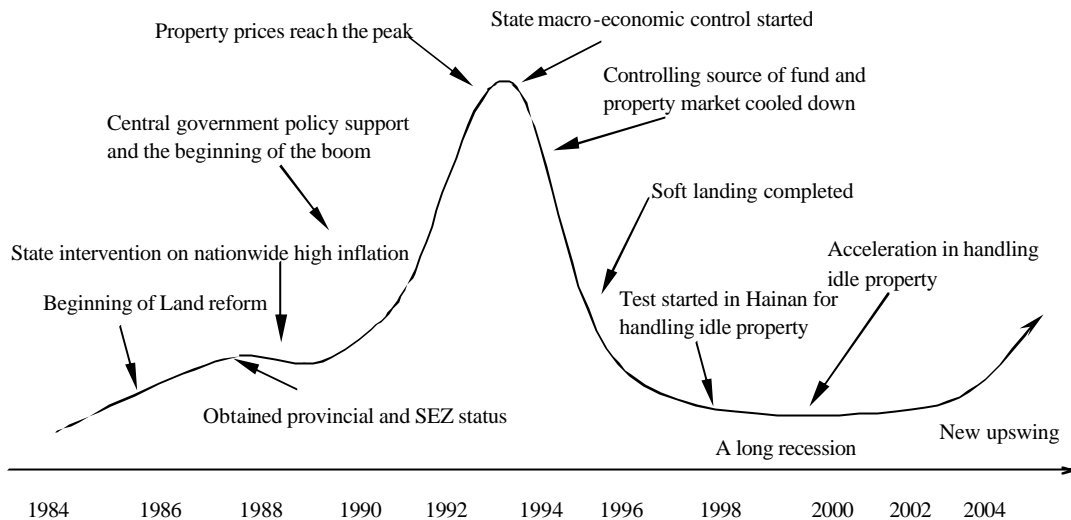 State macro-economic control started
Property prices reach the peak
Controlling source of fund and
property market cooled down
Central government policy support
and the beginning of the boom
Soft landing completed
State intervention on nationwide high inflation
Acceleration in handling
idle property
Beginning of Land reform
Test started in Hainan for
handling idle property
Obtained provincial and SEZ status
New upswing
A long recession
1984 1986 1988 1990 1992 1994 1996 1998 2000 2002 2004